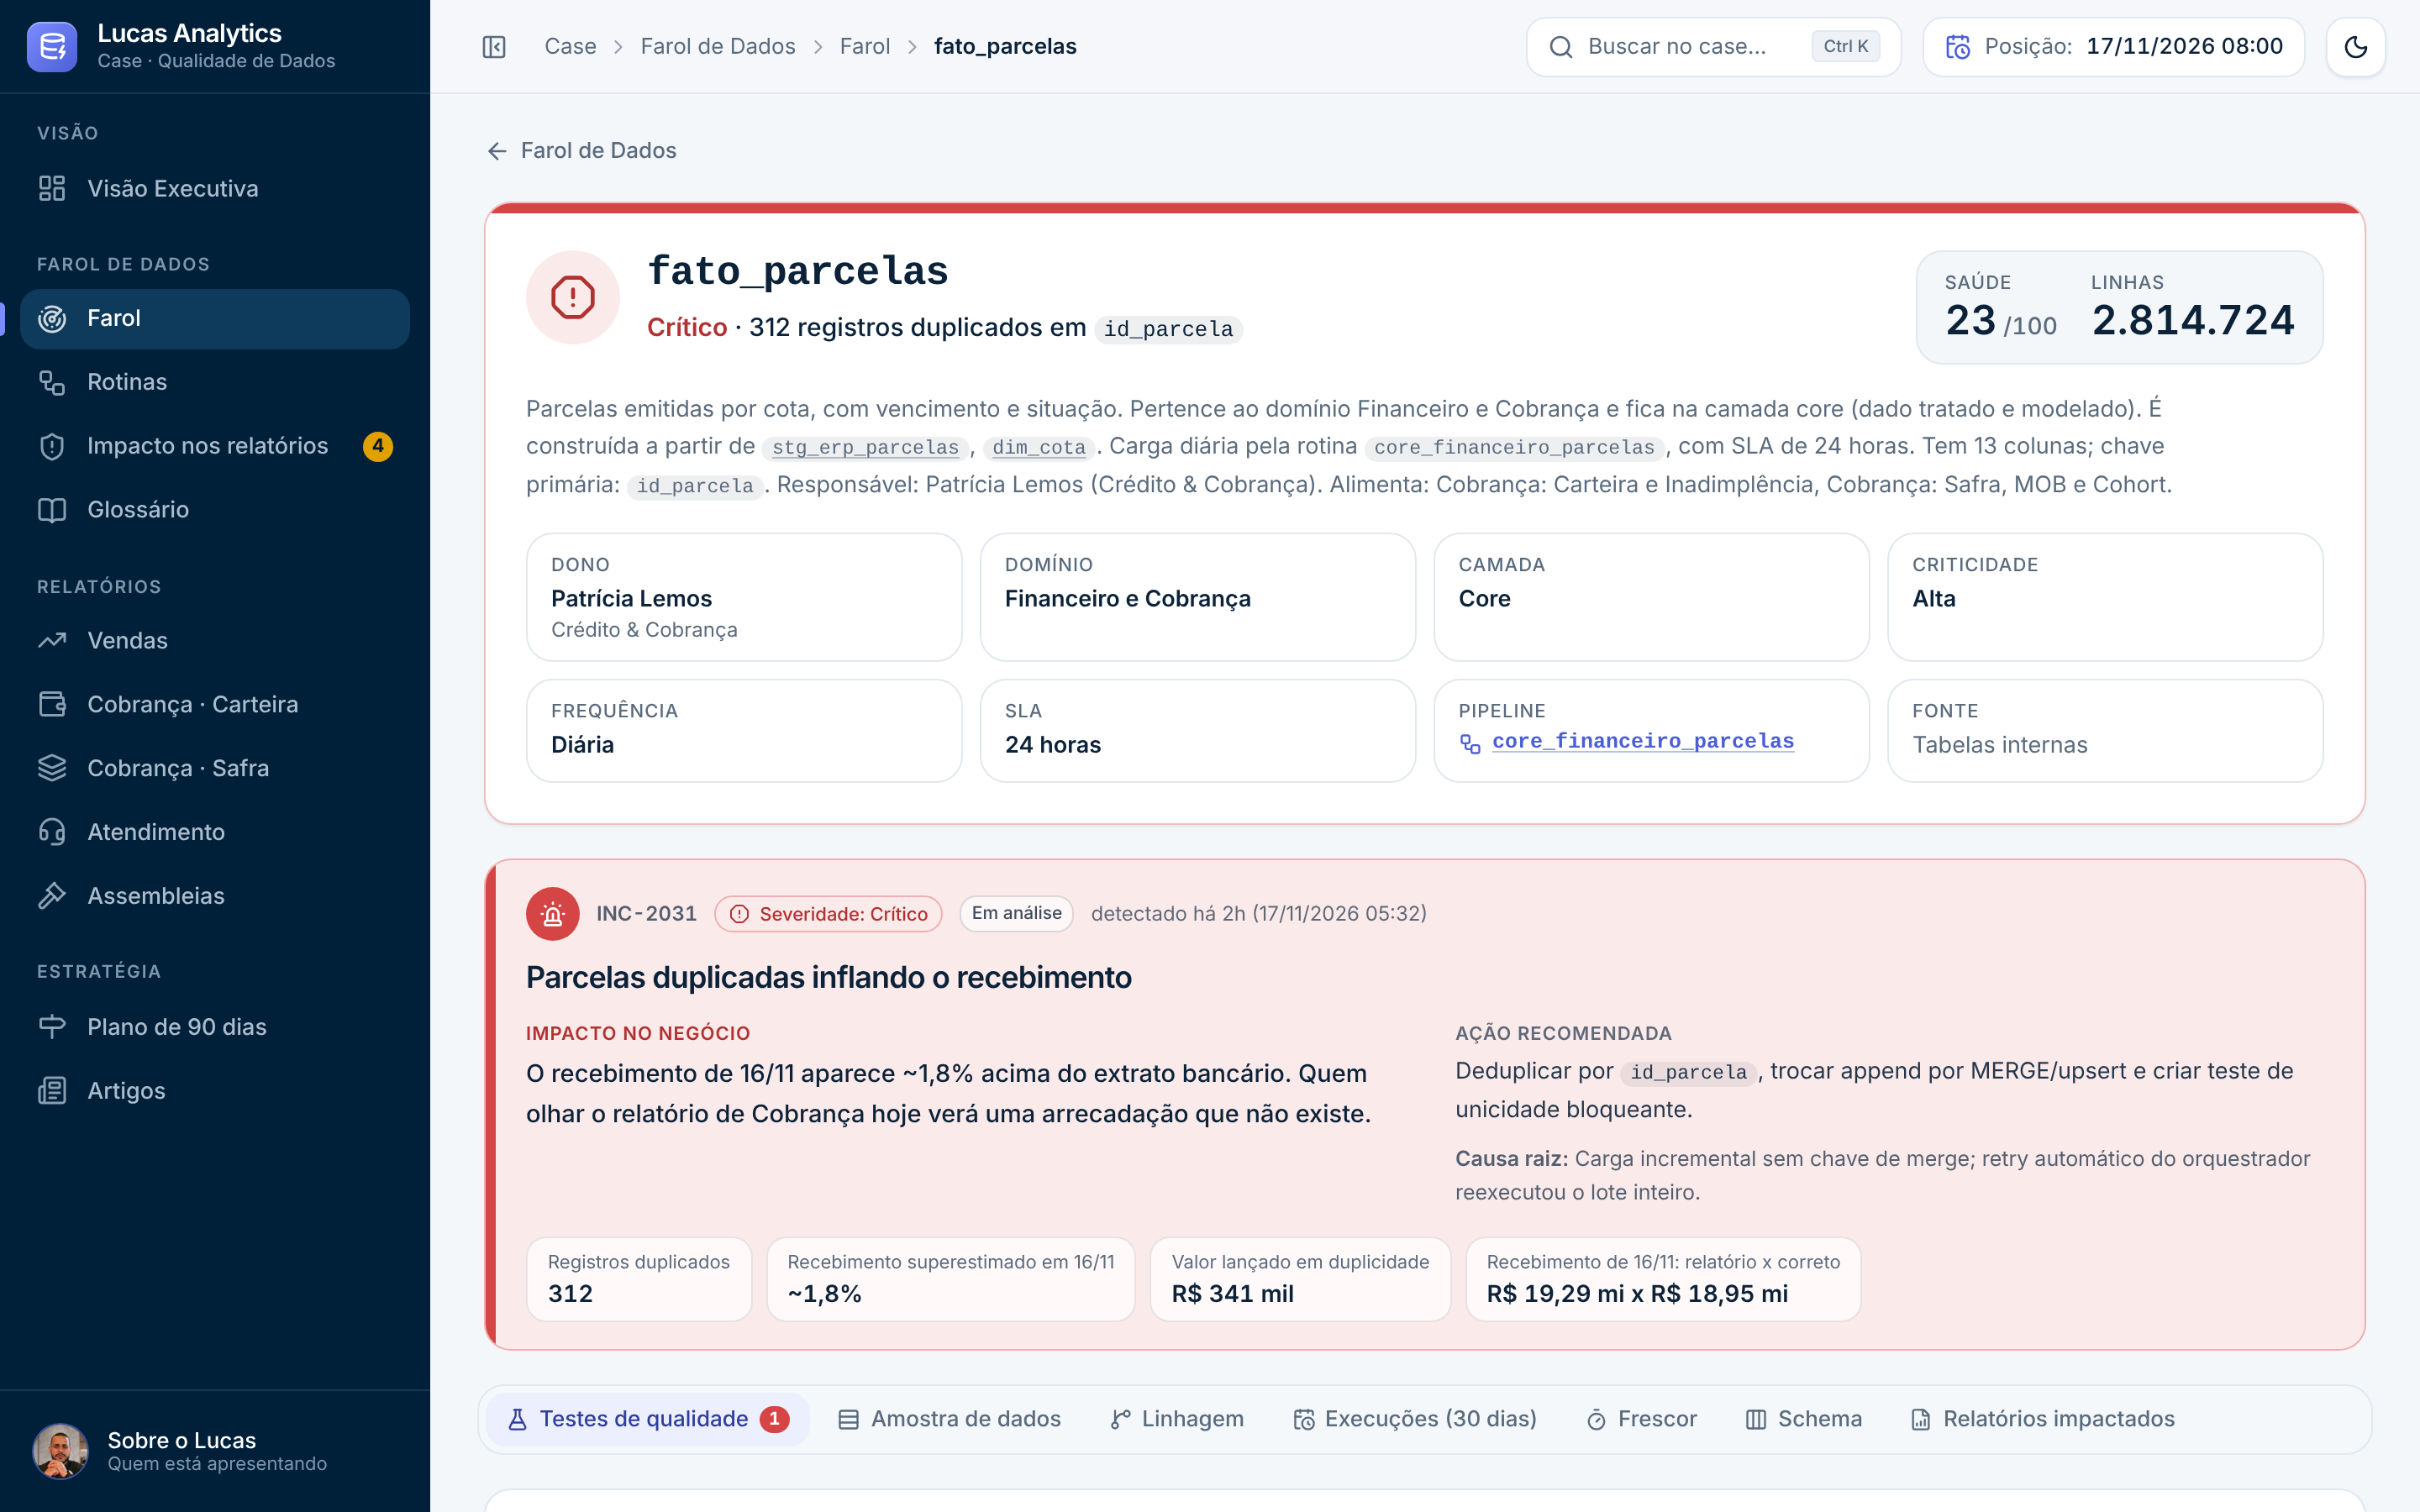 Lucas Analytics
Case · Qualidade de Dados
VISÃO
Visão Executiva
FAROL DE DADOS
Farol
Rotinas
Impacto nos relatórios 4
Glossário
RELATÓRIOS
Vendas
Cobrança · Carteira
Cobrança · Safra
Atendimento
Assembleias
ESTRATÉGIA
Plano de 90 dias
Artigos
Sobre o Lucas
Quem está apresentando
Case > Farol de Dados > Farol > fato_parcelas
Buscar no case... Ctrl K
Posição: 17/11/2026 08:00
← Farol de Dados
fato_parcelas
Crítico · 312 registros duplicados em id_parcela
SAÚDE
23 /100
LINHAS
2.814.724
Parcelas emitidas por cota, com vencimento e situação. Pertence ao domínio Financeiro e Cobrança e fica na camada core (dado tratado e modelado). É
construída a partir de stg_erp_parcelas, dim_cota. Carga diária pela rotina core_financeiro_parcelas, com SLA de 24 horas. Tem 13 colunas; chave
primária: id_parcela. Responsável: Patrícia Lemos (Crédito & Cobrança). Alimenta: Cobrança: Carteira e Inadimplência, Cobrança: Safra, MOB e Cohort.
DONO
Patrícia Lemos
Crédito & Cobrança
DOMÍNIO
Financeiro e Cobrança
CAMADA
Core
CRITICIDADE
Alta
FREQUÊNCIA
Diária
SLA
24 horas
PIPELINE
core_financeiro_parcelas
FONTE
Tabelas internas
INC-2031 Severidade: Crítico Em análise detectado há 2h (17/11/2026 05:32)
Parcelas duplicadas inflando o recebimento
IMPACTO NO NEGÓCIO
O recebimento de 16/11 aparece ~1,8% acima do extrato bancário. Quem
olhar o relatório de Cobrança hoje verá uma arrecadação que não existe.
AÇÃO RECOMENDADA
Deduplicar por id_parcela, trocar append por MERGE/upsert e criar teste de
unicidade bloqueante.
Causa raiz: Carga incremental sem chave de merge; retry automático do orquestrador
reexecutou o lote inteiro.
Registros duplicados
312
Recebimento superestimado em 16/11
~1,8%
Valor lançado em duplicidade
R$ 341 mil
Recebimento de 16/11: relatório x correto
R$ 19,29 mi x R$ 18,95 mi
Testes de qualidade 1
Amostra de dados
Linhagem
Execuções (30 dias)
Frescor
Schema
Relatórios impactados